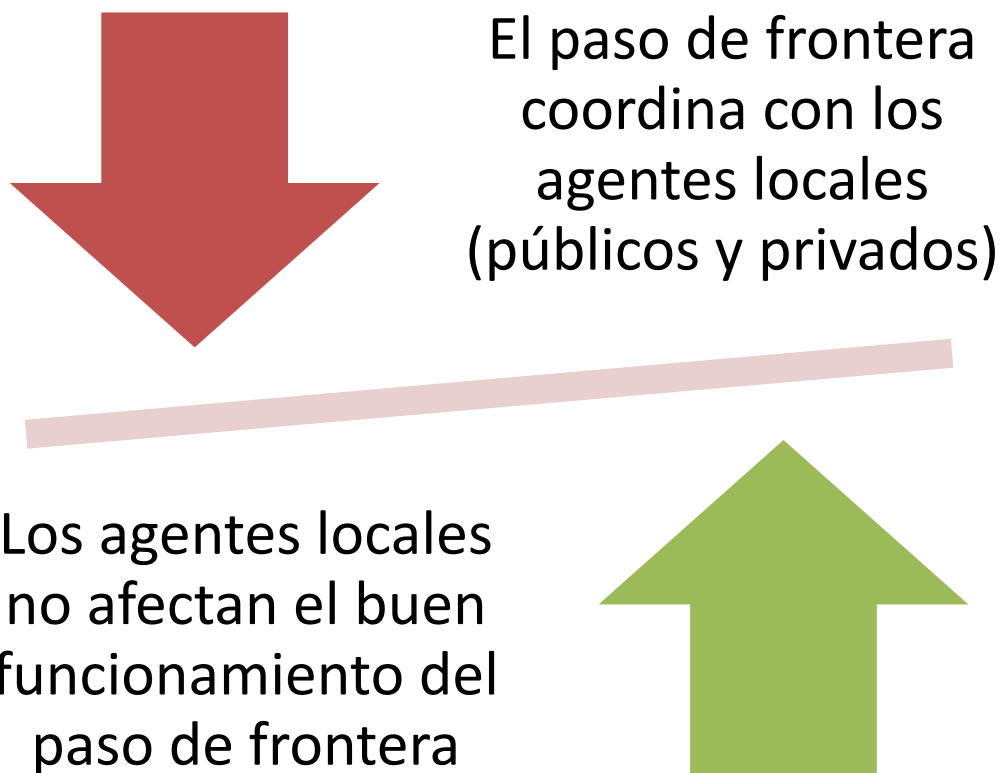 El paso de frontera
coordina con los
agentes locales
(públicos y privados)
Los agentes locales
no afectan el buen
funcionamiento del
paso de frontera